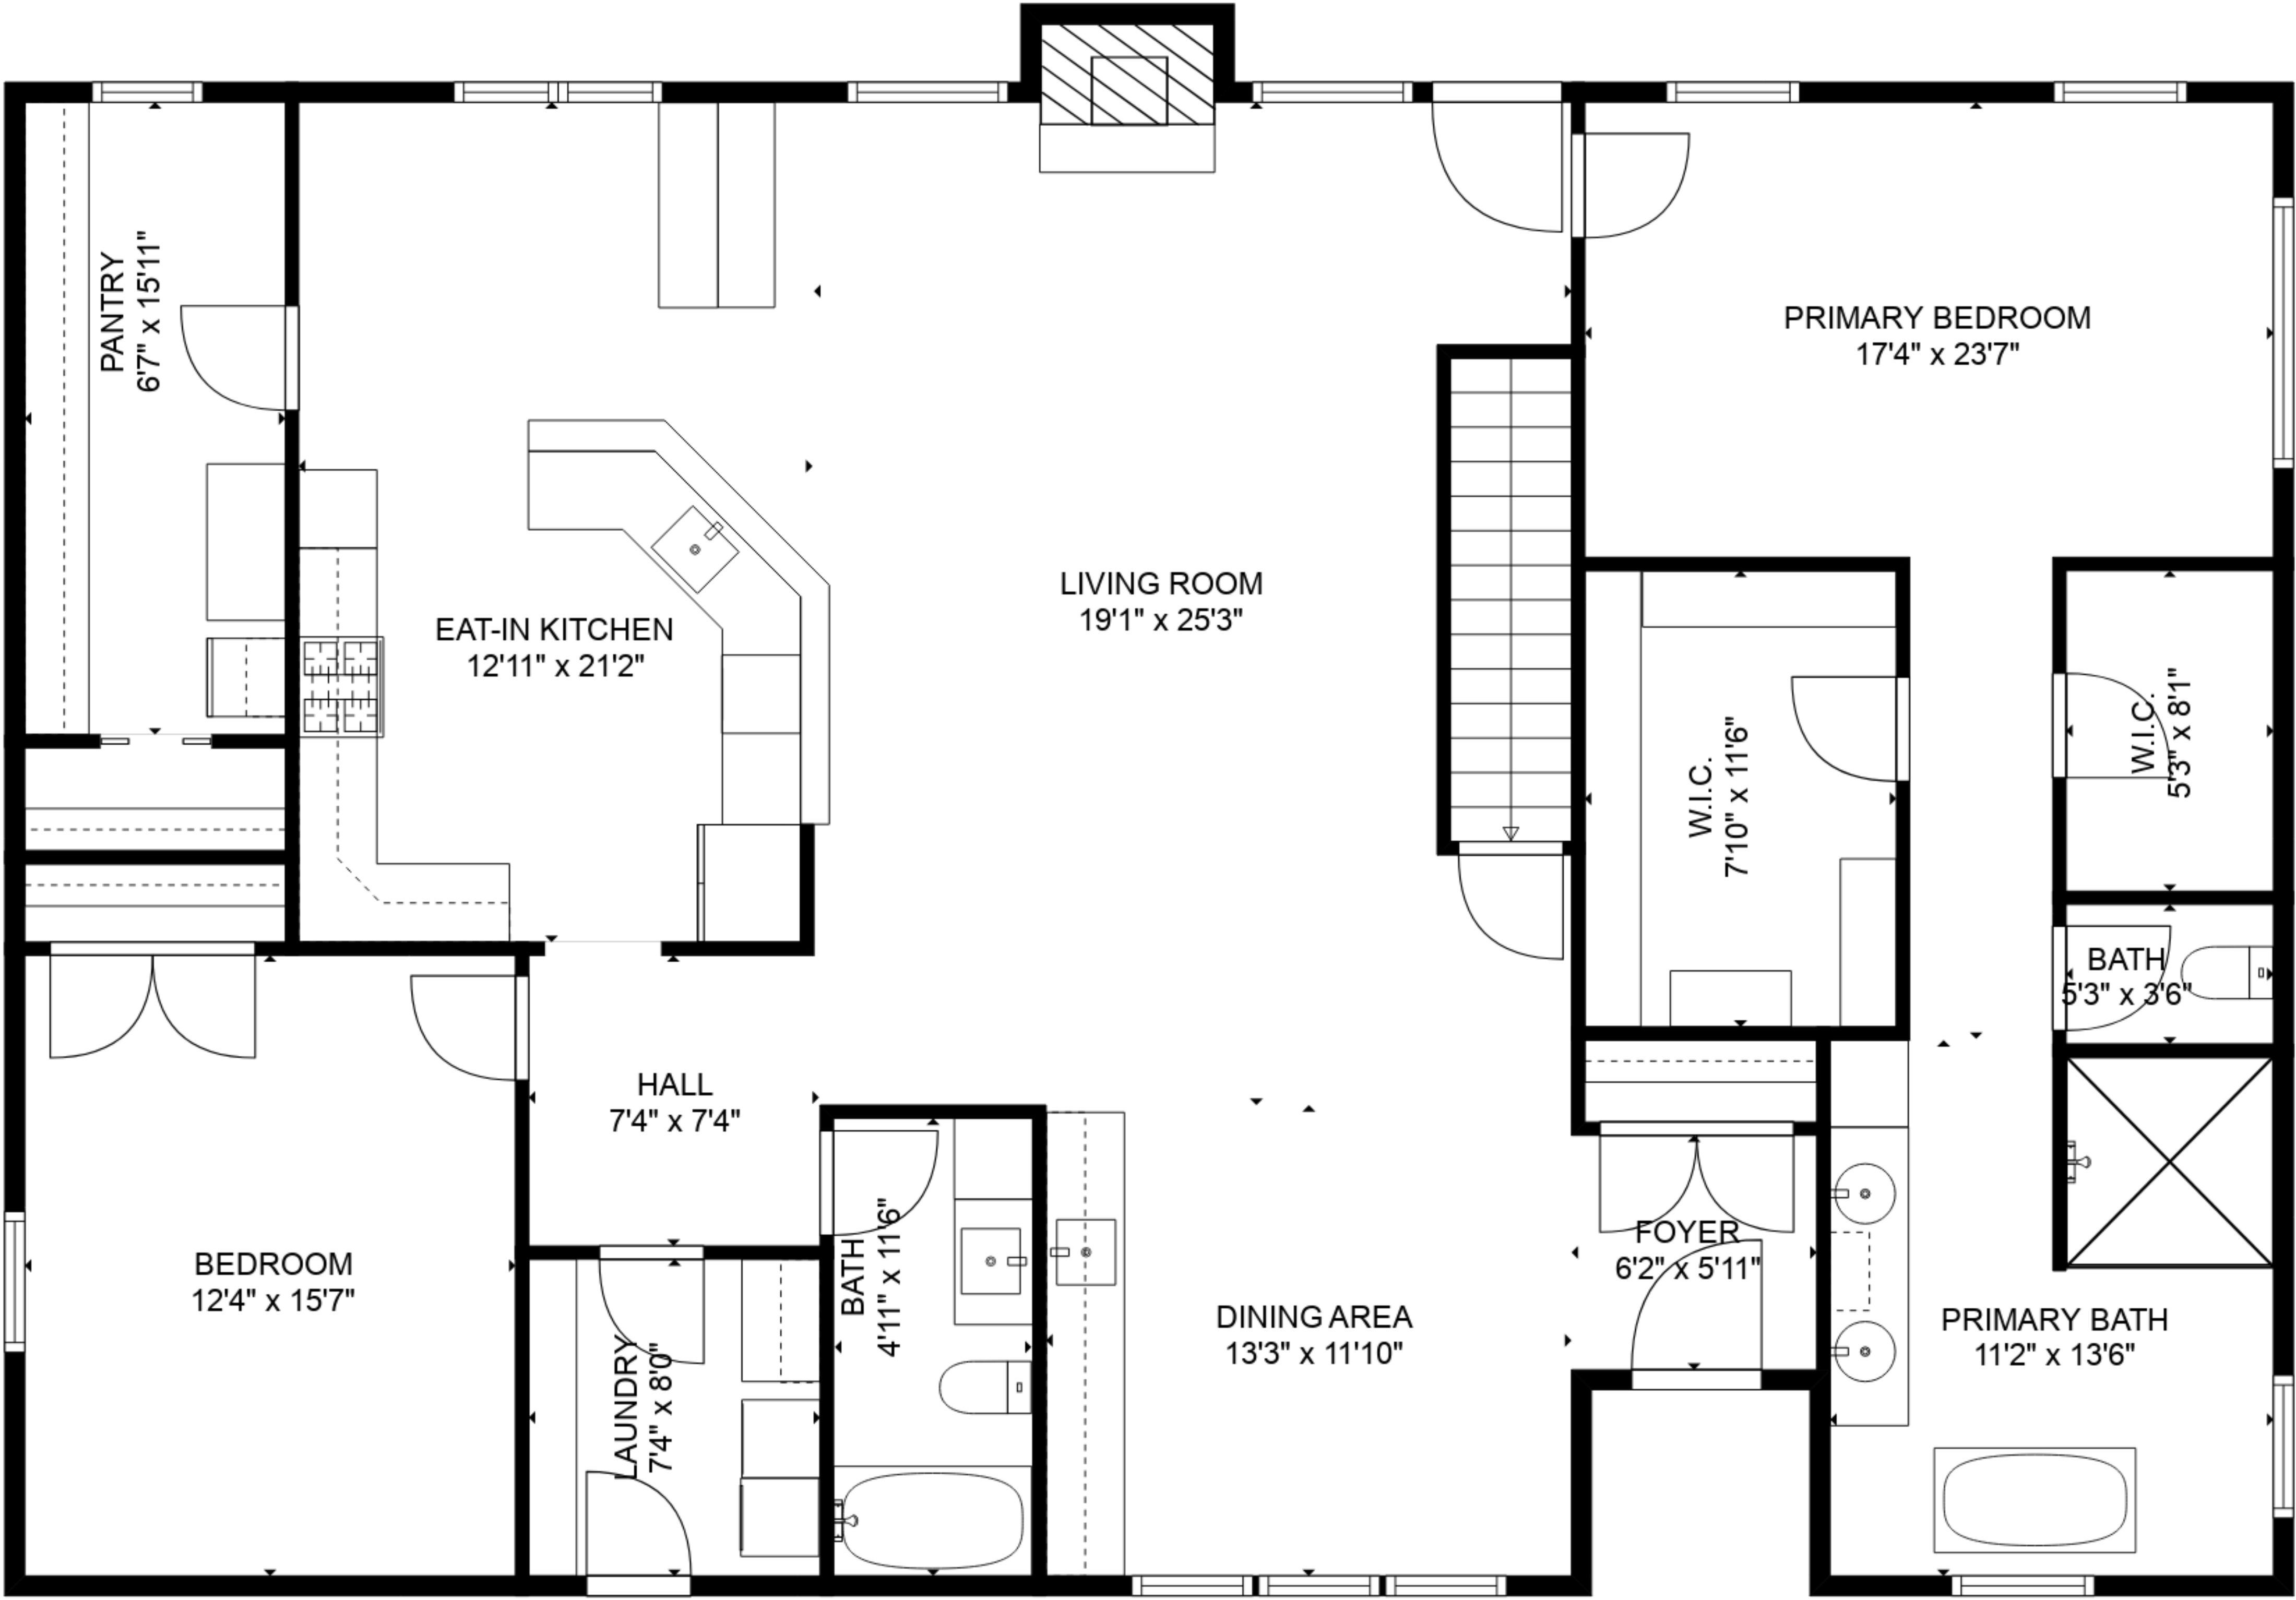 PANTRY
6'7" x 15'11"
PRIMARY BEDROOM
17'4" x 23'7"
LIVING ROOM
19'1" x 25'3"
EAT-IN KITCHEN
12'11" x 21'2"
W.I.C.
7'10" x 11'6"
W.I.C.
5'3" x 8'1"
BATH
5'3" x 3'6"
HALL
7'4" x 7'4"
BEDROOM
12'4" x 15'7"
LAUNDRY
7'4" x 8'0"
BATH
4'11" x 11'6"
DINING AREA
13'3" x 11'10"
FOYER
6'2" x 5'11"
PRIMARY BATH
11'2" x 13'6"